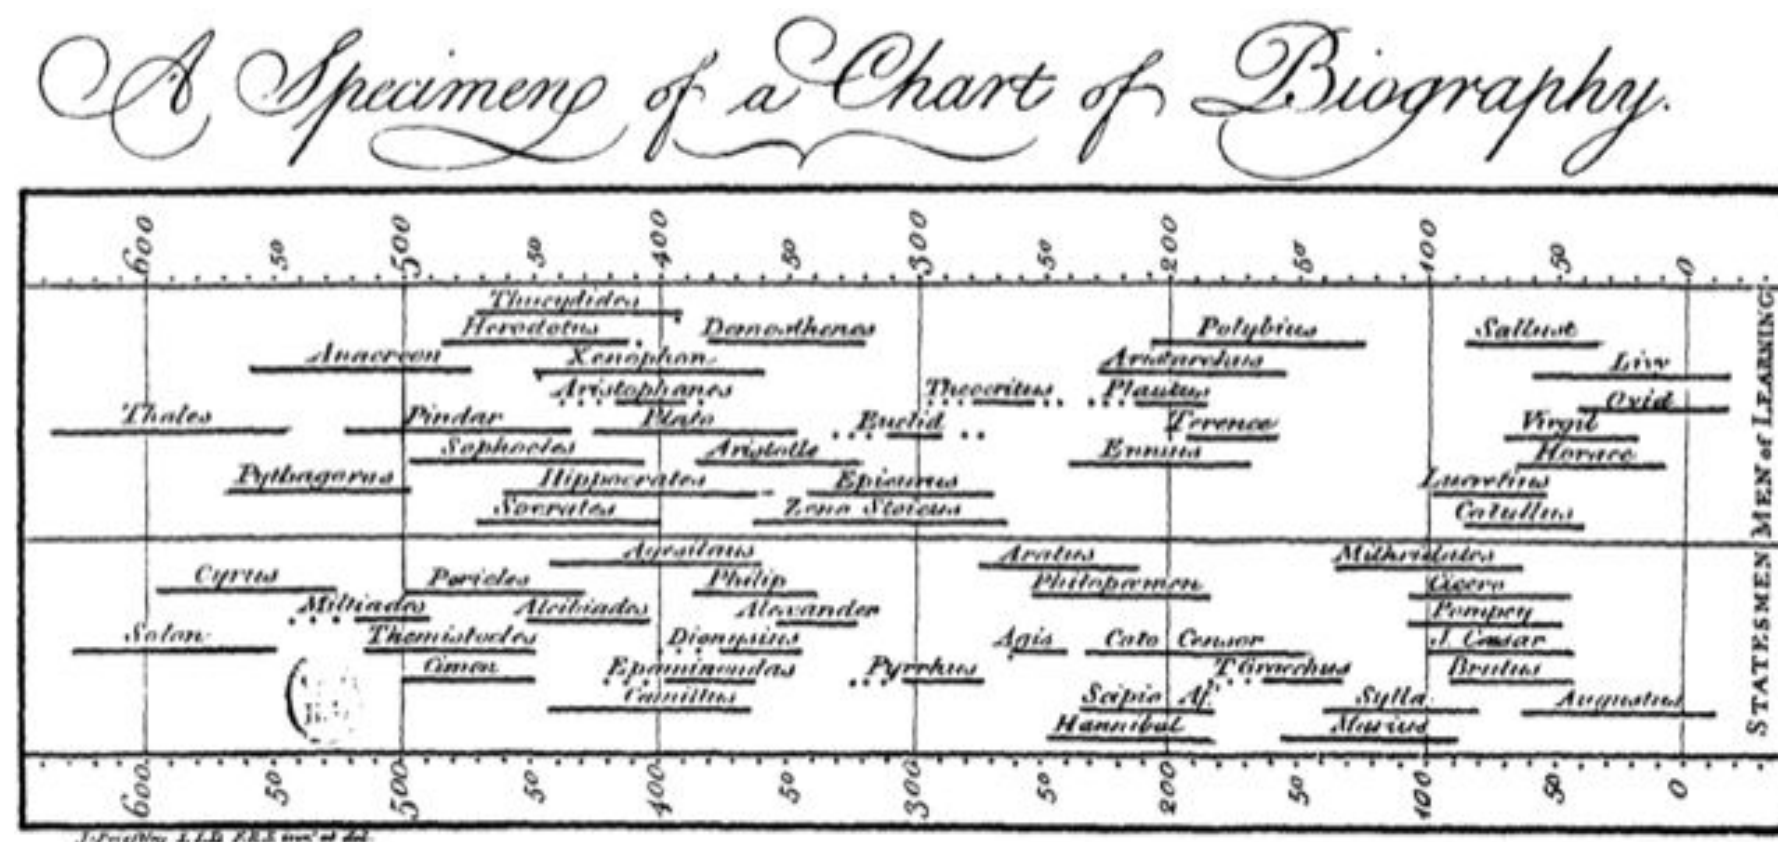 A Specimen of a Chart of Biography.
600 50 500 50 400 50 300 50 200 50 100 50 0
Thucydides
Herodotus Demosthenes Polybius Sallust
Anacreon Xenophon Aristarchus Livy
Aristophanes Theocritus Plautus Ovid
Thales Pindar Plato Euclid Terence Virgil
Sophocles Aristotle Ennius Horace
Pythagorus Hippocrates Epicurus Lucretius
Socrates Zeno Stoicus Catullus
MEN of LEARNING
Agesilaus Aratus Mithridates
Cyrus Pericles Philip Philopœmen Cicero
Miltiades Alcibiades Alexander Pompey
Solon Themistocles Dionysius Agis Cato Censor J. Cæsar
Cimon Epaminondas Pyrrhus T Gracchus Brutus
Camillus Scipio Af. Sylla Augustus
Hannibal Marius
STATESMEN
600 50 500 50 400 50 300 50 200 50 100 50 0